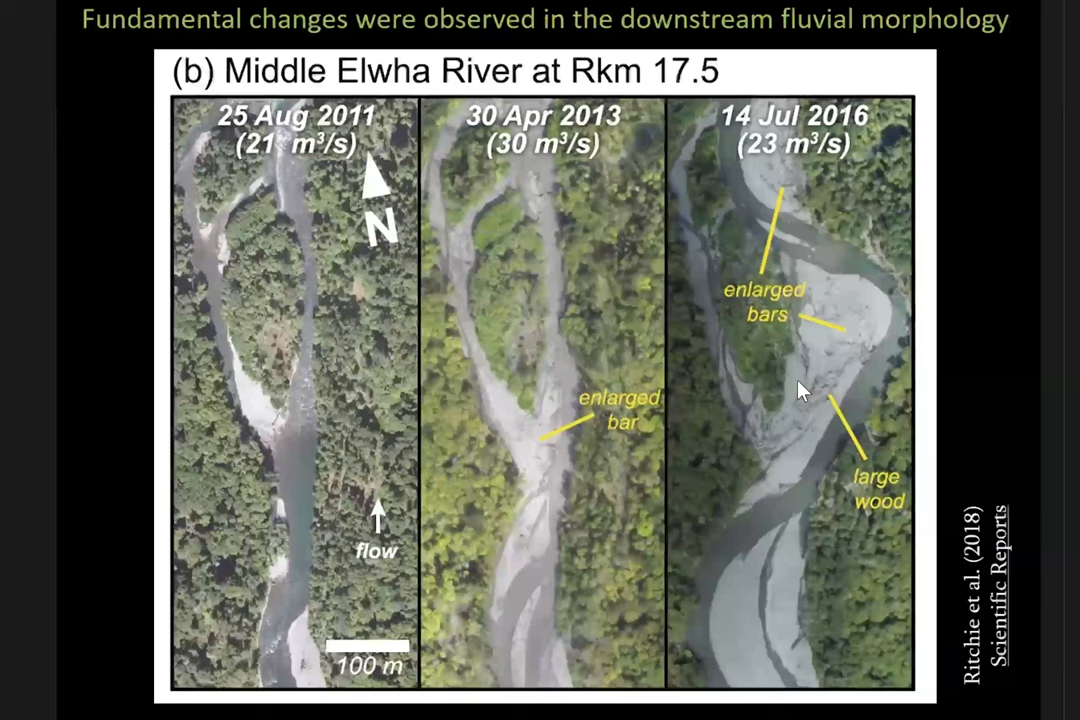 Fundamental changes were observed in the downstream fluvial morphology
(b) Middle Elwha River at Rkm 17.5
25 Aug 2011
(21 m³/s)
30 Apr 2013
(30 m³/s)
14 Jul 2016
(23 m³/s)
N
enlarged
bars
enlarged
bar
large
wood
flow
100 m
Ritchie et al. (2018)
Scientific Reports